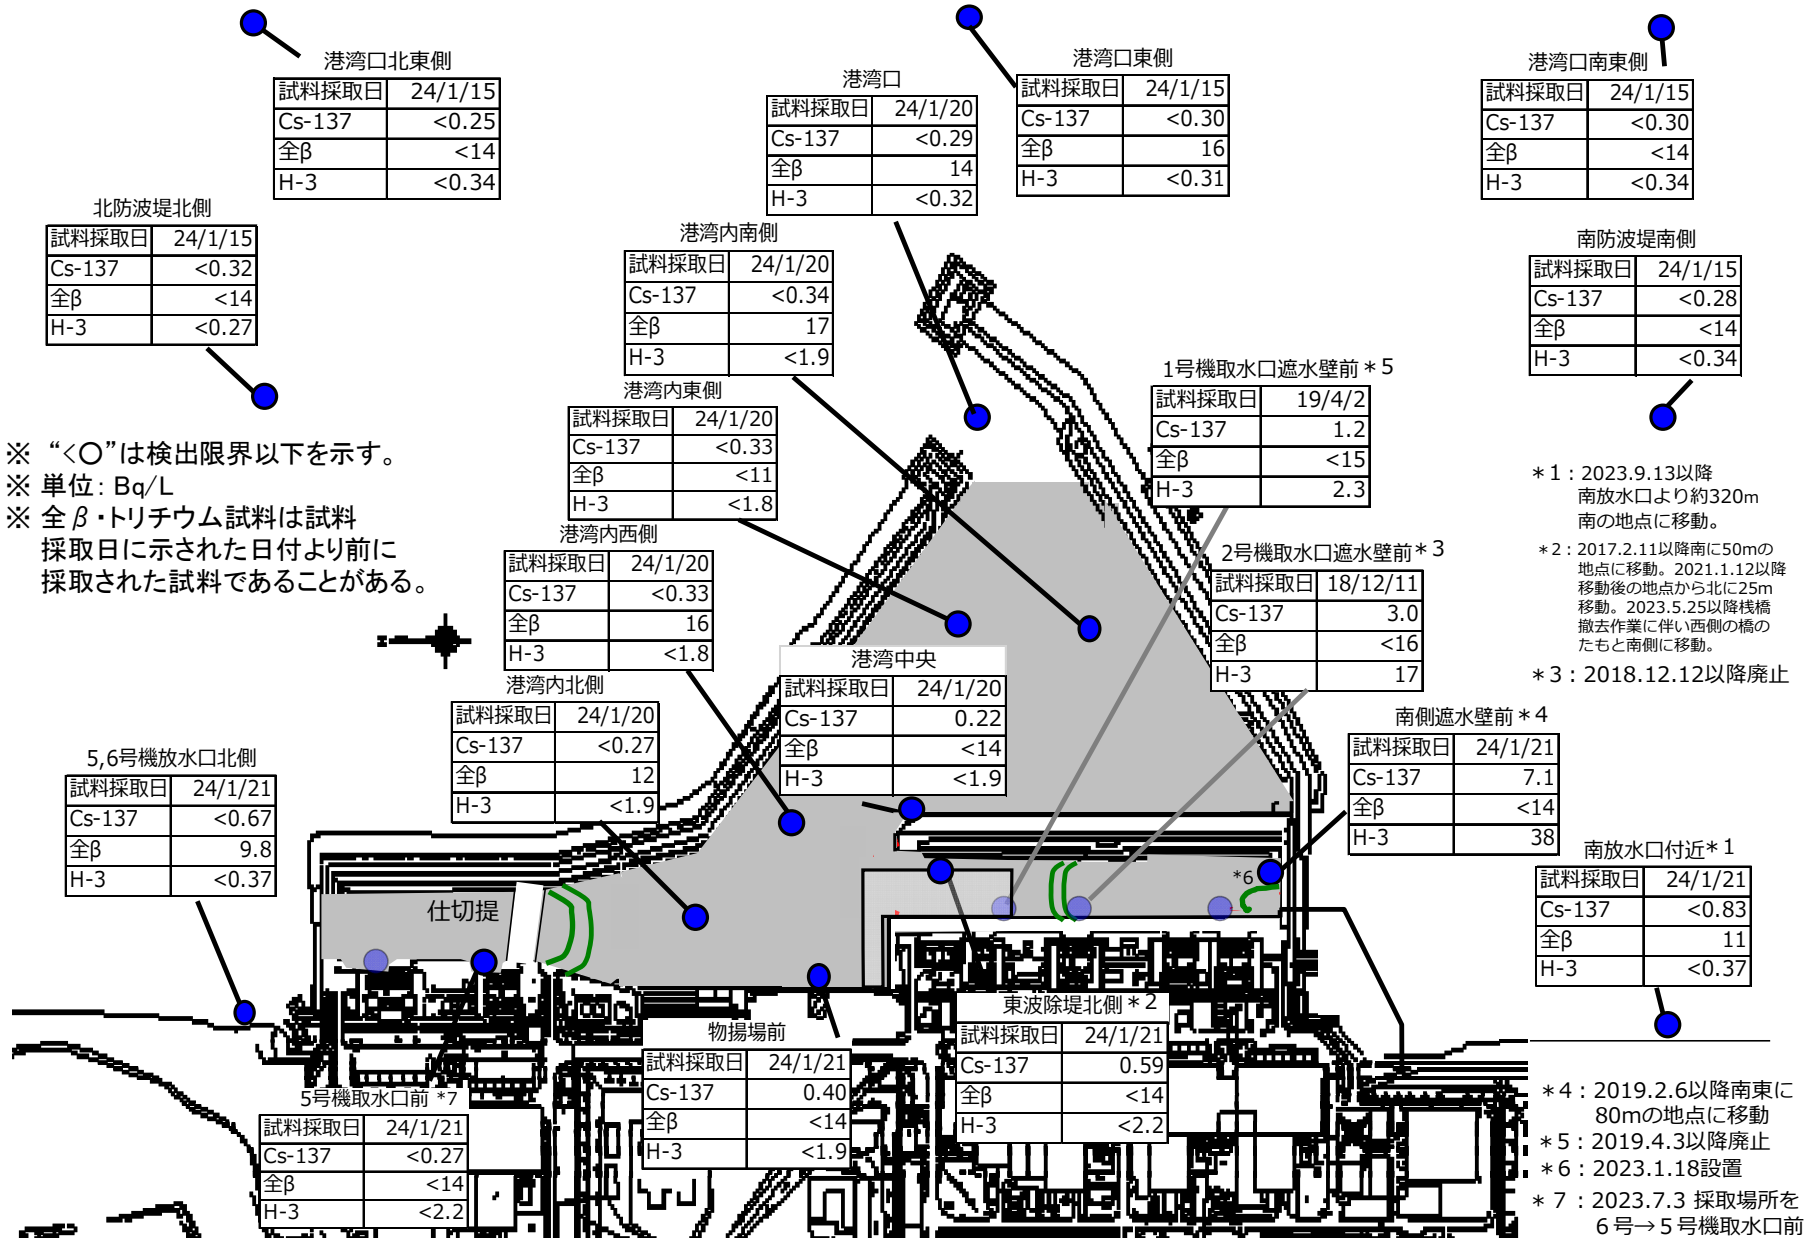 港湾口北東側
試料採取日 24/1/15
Cs-137 <0.25
全β <14
H-3 <0.34
港湾口東側
試料採取日 24/1/15
Cs-137 <0.30
全β 16
H-3 <0.31
港湾口南東側
試料採取日 24/1/15
Cs-137 <0.30
全β <14
H-3 <0.34
港湾口
試料採取日 24/1/20
Cs-137 <0.29
全β 14
H-3 <0.32
北防波堤北側
試料採取日 24/1/15
Cs-137 <0.32
全β <14
H-3 <0.27
港湾内南側
試料採取日 24/1/20
Cs-137 <0.34
全β 17
H-3 <1.9
南防波堤南側
試料採取日 24/1/15
Cs-137 <0.28
全β <14
H-3 <0.34
港湾内東側
試料採取日 24/1/20
Cs-137 <0.33
全β <11
H-3 <1.8
1号機取水口遮水壁前*5
試料採取日 19/4/2
Cs-137 1.2
全β <15
H-3 2.3
※ “<〇”は検出限界以下を示す。
※ 単位: Bq/L
※ 全β・トリチウム試料は試料
採取日に示された日付より前に
採取された試料であることがある。
港湾内西側
試料採取日 24/1/20
Cs-137 <0.33
全β 16
H-3 <1.8
2号機取水口遮水壁前*3
試料採取日 18/12/11
Cs-137 3.0
全β <16
H-3 17
*1:2023.9.13以降
南放水口より約320m
南の地点に移動。
*2:2017.2.11以降南に50mの
地点に移動。2021.1.12以降
移動後の地点から北に25m
移動。2023.5.25以降桟橋
撤去作業に伴い西側の橋の
たもと南側に移動。
*3:2018.12.12以降廃止
港湾中央
試料採取日 24/1/20
Cs-137 0.22
全β <14
H-3 <1.9
港湾内北側
試料採取日 24/1/20
Cs-137 <0.27
全β 12
H-3 <1.9
南側遮水壁前*4
試料採取日 24/1/21
Cs-137 7.1
全β <14
H-3 38
5,6号機放水口北側
試料採取日 24/1/21
Cs-137 <0.67
全β 9.8
H-3 <0.37
南放水口付近*1
試料採取日 24/1/21
Cs-137 <0.83
全β 11
H-3 <0.37
*6
仕切提
東波除堤北側*2
試料採取日 24/1/21
Cs-137 0.59
全β <14
H-3 <2.2
物揚場前
試料採取日 24/1/21
Cs-137 0.40
全β <14
H-3 <1.9
5号機取水口前 *7
試料採取日 24/1/21
Cs-137 <0.27
全β <14
H-3 <2.2
*4:2019.2.6以降南東に
80mの地点に移動
*5:2019.4.3以降廃止
*6:2023.1.18設置
*7:2023.7.3 採取場所を
6号→5号機取水口前